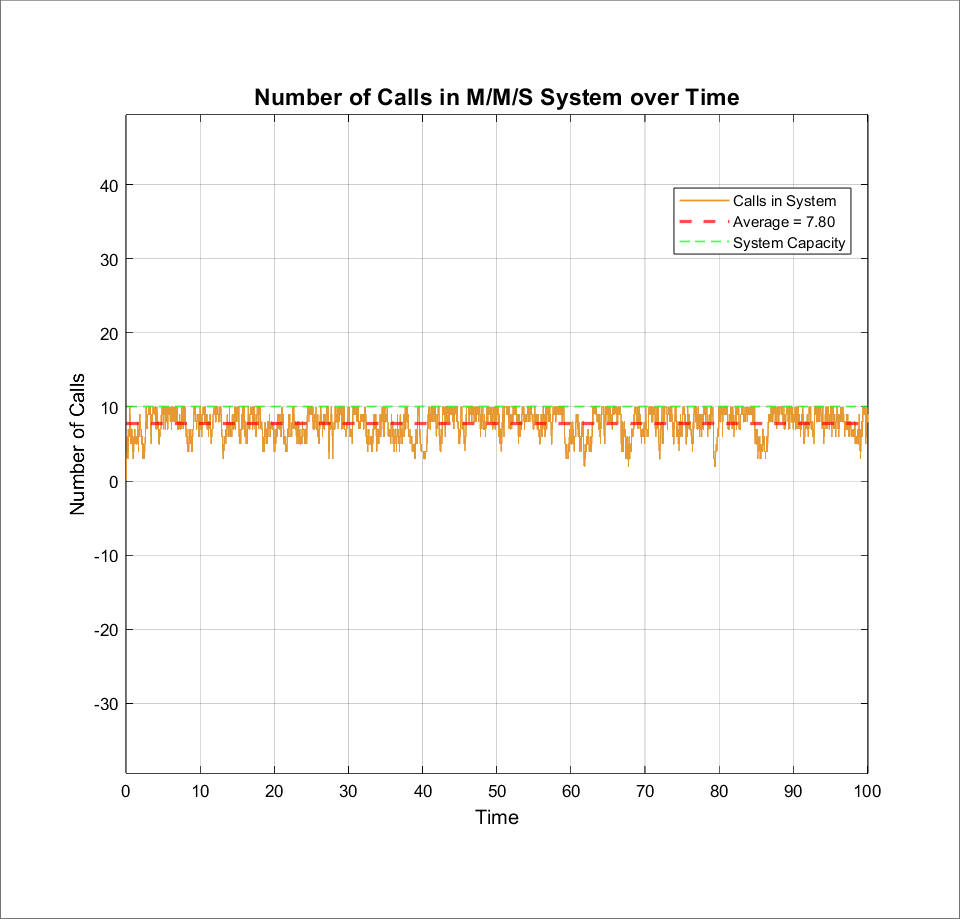 Number of Calls in M/M/S System over Time
Calls in System
Average = 7.80
System Capacity
Number of Calls
40
30
20
10
0
-10
-20
-30
0 10 20 30 40 50 60 70 80 90 100
Time